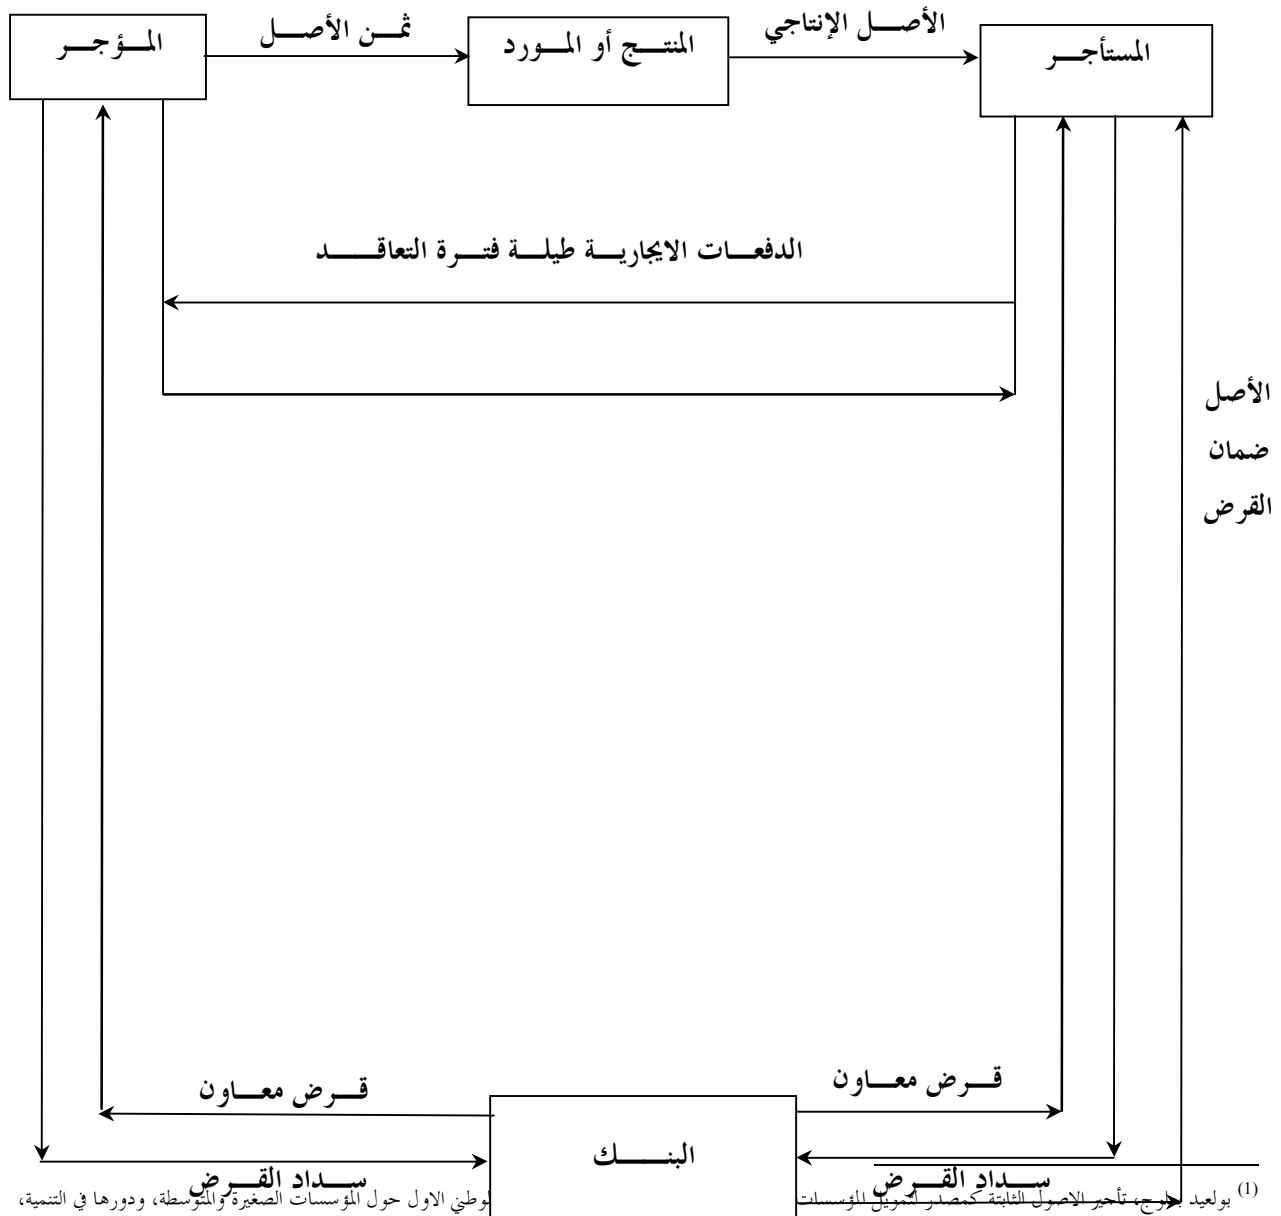 المستأجر الأصل الإنتاجي المنتج أو المورد ثمن الأصل المؤجر
الدفعات الايجارية طيلة فترة التعاقد
الأصل
ضمان
القرض
قرض معاون قرض معاون
البنك
سداد القرض سداد القرض
(1) بولعيد بعلوج، تأجير الاصول الثابتة كمصدر لتمويل المؤسسات
وطني الاول حول المؤسسات الصغيرة والمتوسطة، ودورها في التنمية،